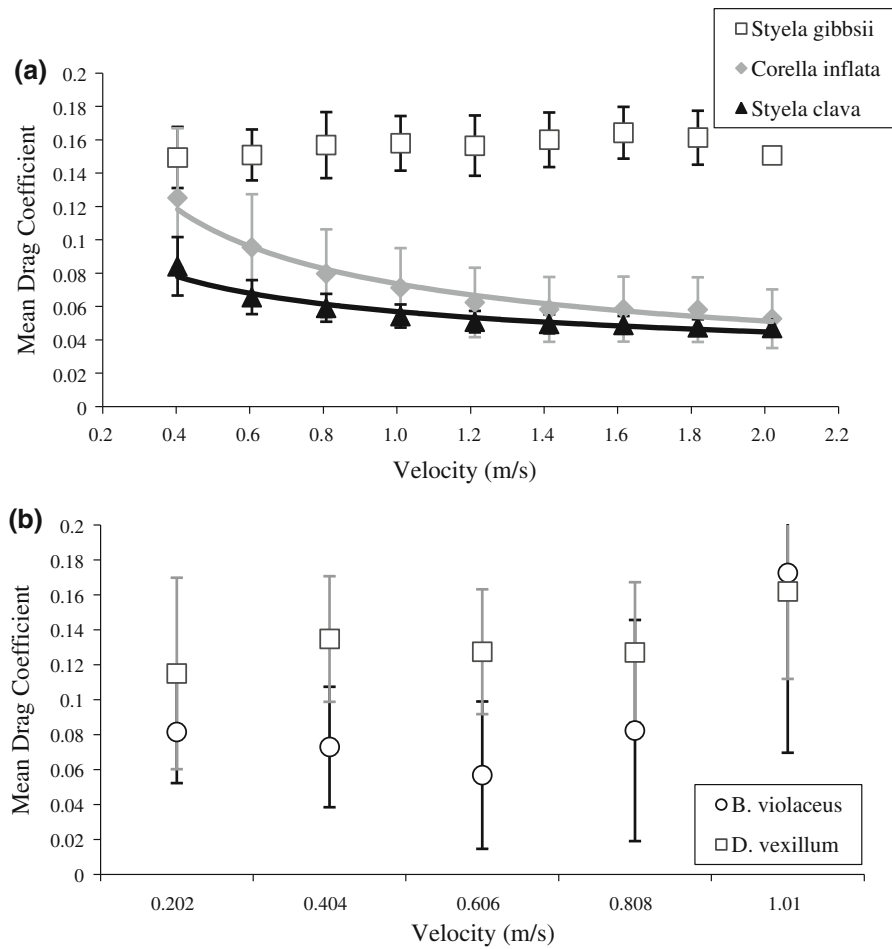 Styela gibbsii
Corella inflata
Styela clava
(a)
Mean Drag Coefficient
0.2
0.18
0.16
0.14
0.12
0.1
0.08
0.06
0.04
0.02
0
0.2 0.4 0.6 0.8 1.0 1.2 1.4 1.6 1.8 2.0 2.2
Velocity (m/s)
(b)
Mean Drag Coefficient
0.2
0.18
0.16
0.14
0.12
0.1
0.08
0.06
0.04
0.02
0
B. violaceus
D. vexillum
0.202 0.404 0.606 0.808 1.01
Velocity (m/s)